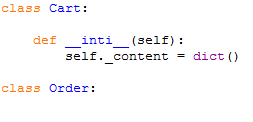 class Cart:
def __inti__(self):
self._content = dict()
class Order: